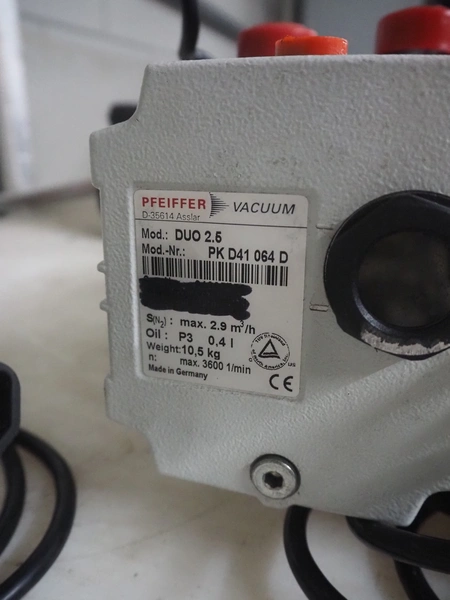 PFEIFFER VACUUM
D-35614 Asslar
Mod.: DUO 2.5
Mod.-Nr.: PK D41 064 D
S(N₂) : max. 2.9 m³/h
Oil : P3 0.4 l
Weight: 10,5 kg
n: max. 3600 1/min
Made in Germany
CE